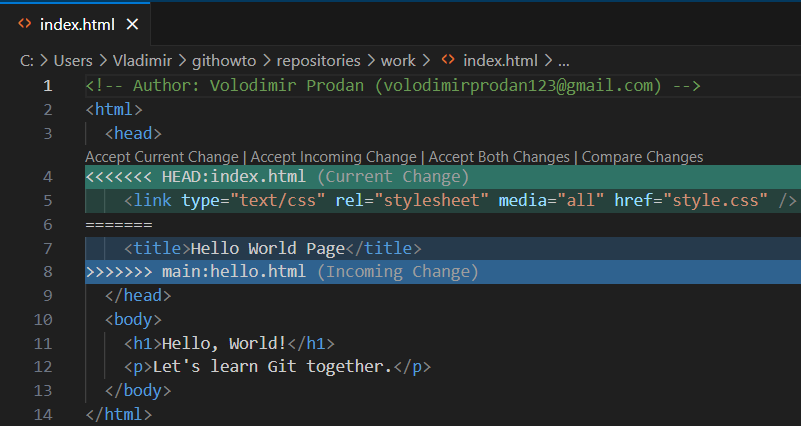 index.html
C: > Users > Vladimir > githowto > repositories > work > index.html > ...
1 <!-- Author: Volodimir Prodan (volodimirprodan123@gmail.com) -->
2 <html>
3 <head>
Accept Current Change | Accept Incoming Change | Accept Both Changes | Compare Changes
4 <<<<<<< HEAD:index.html (Current Change)
5 <link type="text/css" rel="stylesheet" media="all" href="style.css" />
6 =======
7 <title>Hello World Page</title>
8 >>>>>>> main:hello.html (Incoming Change)
9 </head>
10 <body>
11 <h1>Hello, World!</h1>
12 <p>Let's learn Git together.</p>
13 </body>
14 </html>